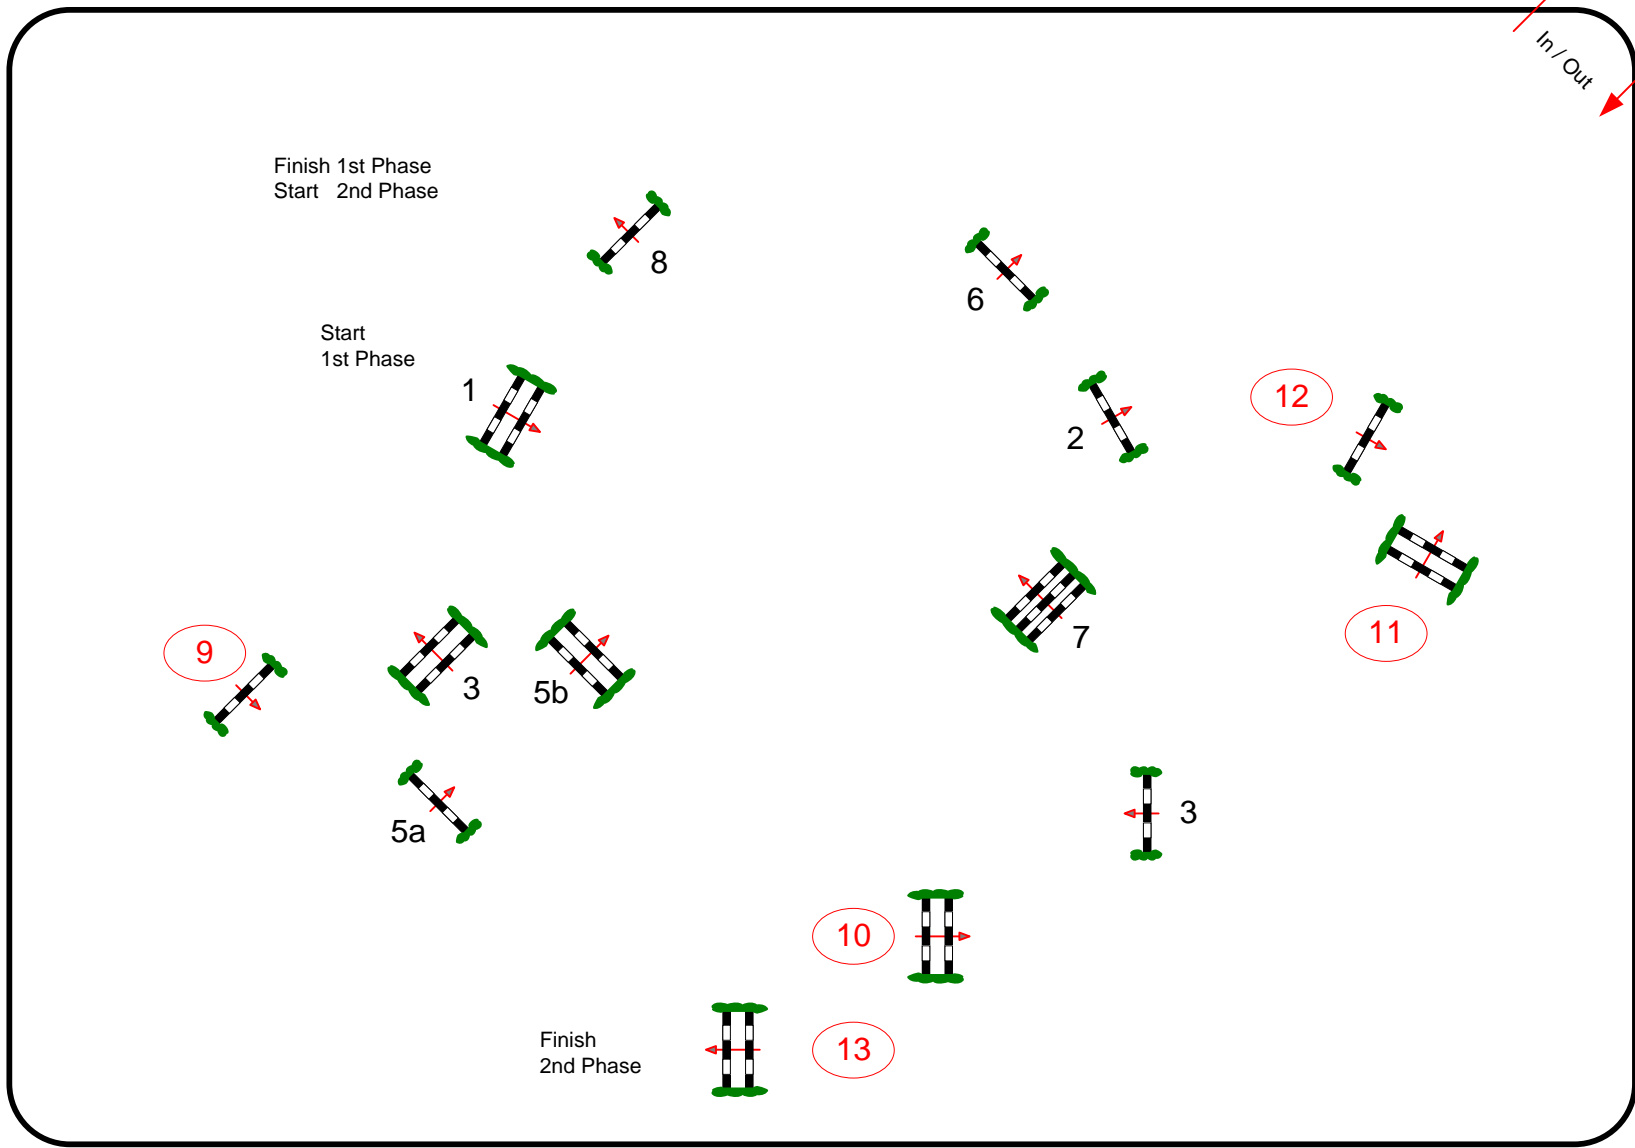 In / Out
Finish 1st Phase
Start 2nd Phase
8
6
Start
1st Phase
1
12
2
11
9
3
5b
7
5a
3
10
Finish
2nd Phase
13